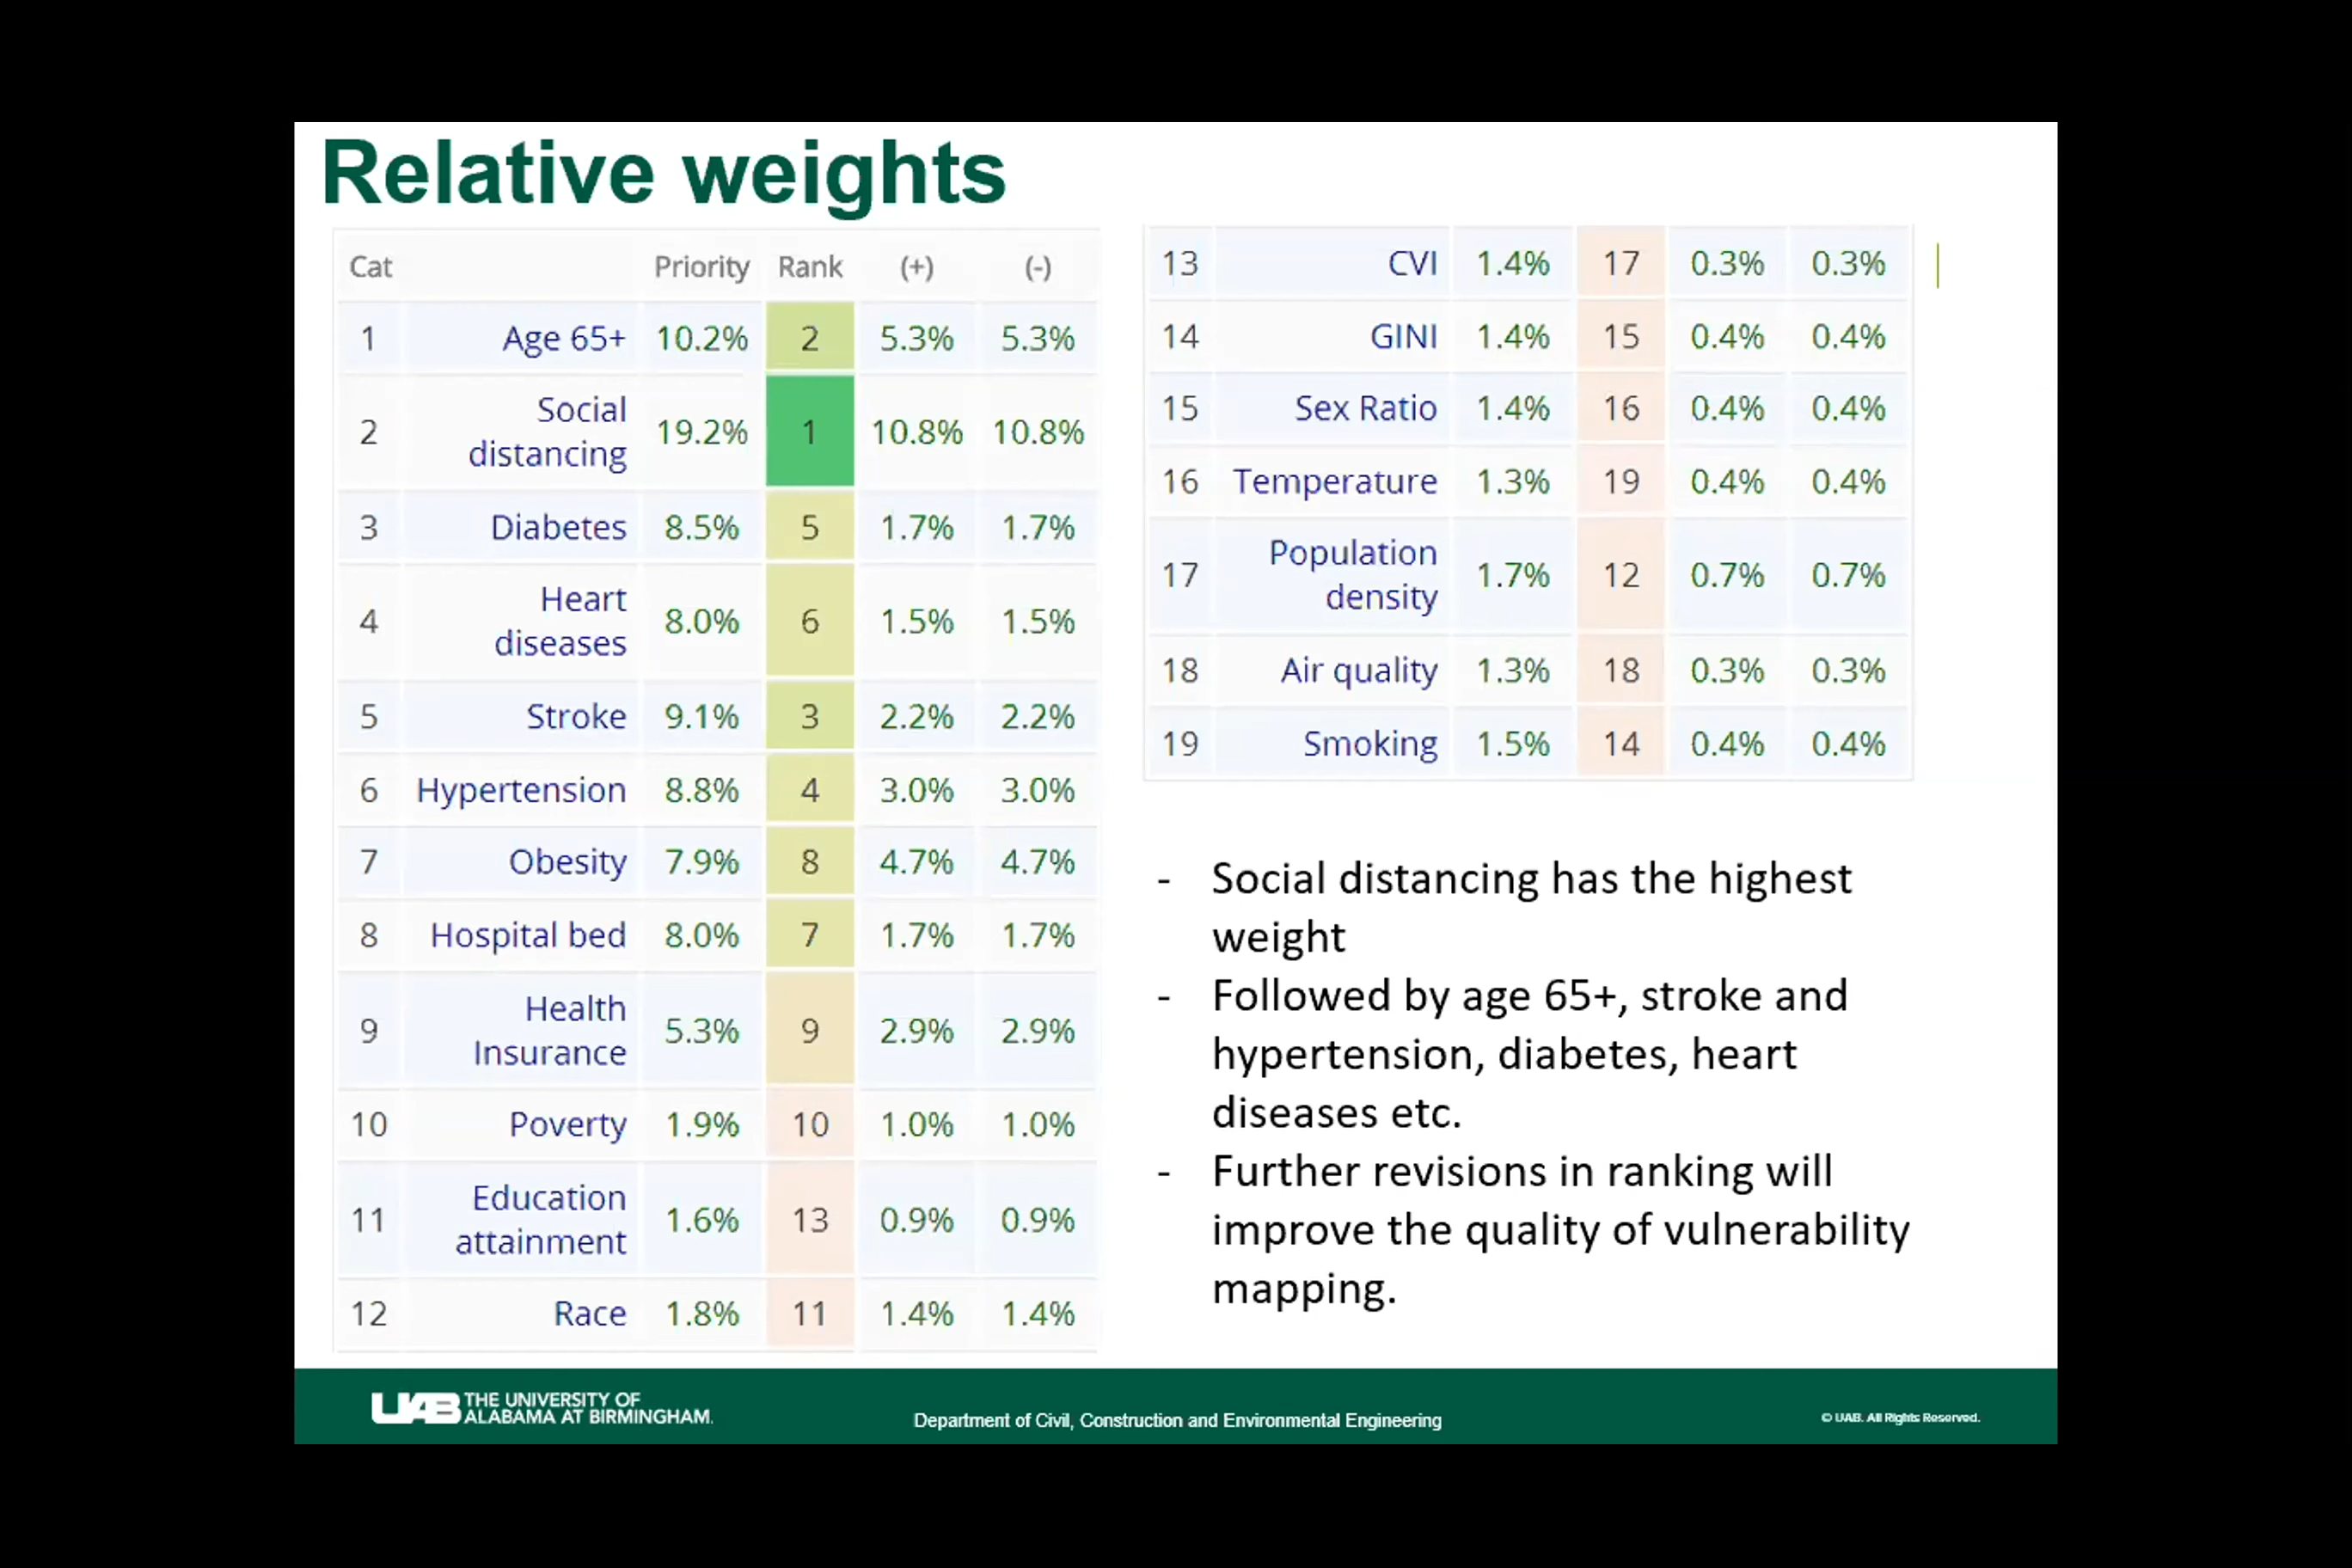 Relative weights
Cat Priority Rank (+) (-)
1 Age 65+ 10.2% 2 5.3% 5.3%
2 Social distancing 19.2% 1 10.8% 10.8%
3 Diabetes 8.5% 5 1.7% 1.7%
4 Heart diseases 8.0% 6 1.5% 1.5%
5 Stroke 9.1% 3 2.2% 2.2%
6 Hypertension 8.8% 4 3.0% 3.0%
7 Obesity 7.9% 8 4.7% 4.7%
8 Hospital bed 8.0% 7 1.7% 1.7%
9 Health Insurance 5.3% 9 2.9% 2.9%
10 Poverty 1.9% 10 1.0% 1.0%
11 Education attainment 1.6% 13 0.9% 0.9%
12 Race 1.8% 11 1.4% 1.4%
13 CVI 1.4% 17 0.3% 0.3%
14 GINI 1.4% 15 0.4% 0.4%
15 Sex Ratio 1.4% 16 0.4% 0.4%
16 Temperature 1.3% 19 0.4% 0.4%
17 Population density 1.7% 12 0.7% 0.7%
18 Air quality 1.3% 18 0.3% 0.3%
19 Smoking 1.5% 14 0.4% 0.4%
- Social distancing has the highest
weight
- Followed by age 65+, stroke and
hypertension, diabetes, heart
diseases etc.
- Further revisions in ranking will
improve the quality of vulnerability
mapping.
UAB THE UNIVERSITY OF
ALABAMA AT BIRMINGHAM.
Department of Civil, Construction and Environmental Engineering
© UAB. All Rights Reserved.